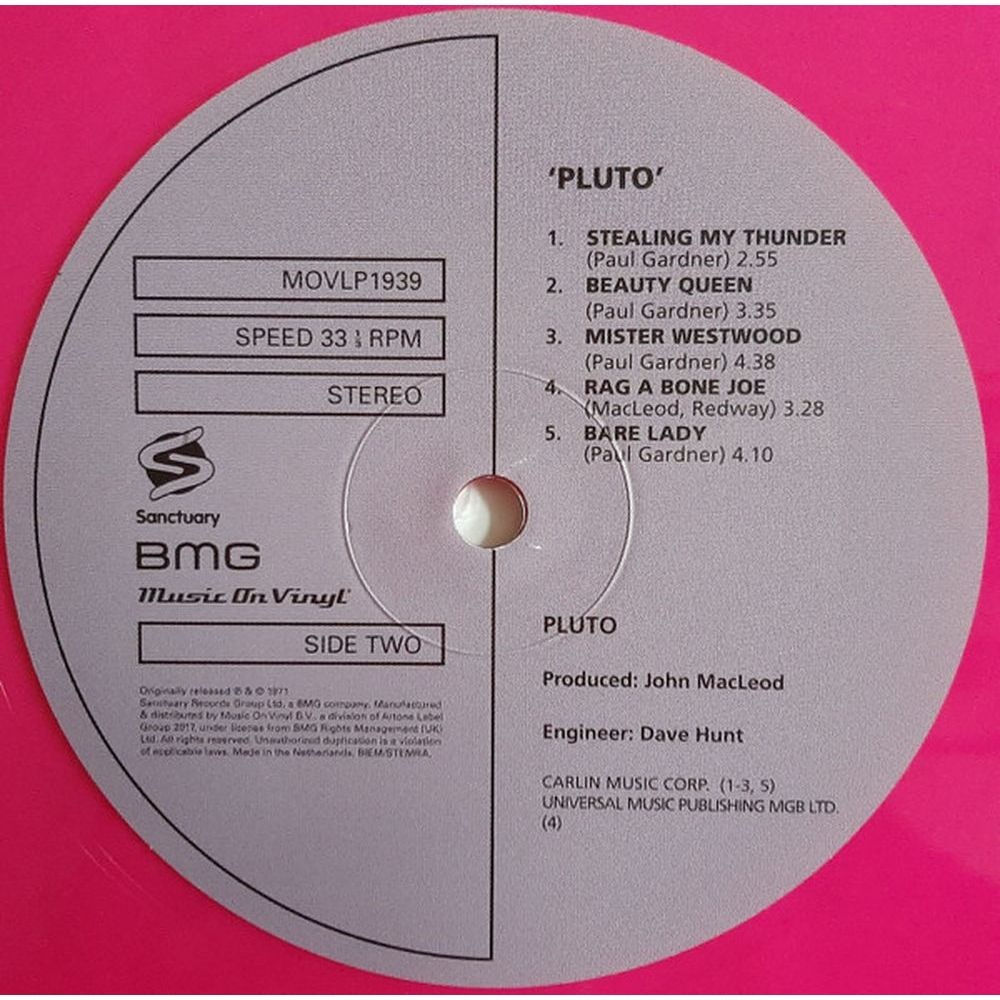 MOVLP1939
SPEED 33 ⅓ RPM
STEREO
S
Sanctuary
BMG
Music On Vinyl
SIDE TWO
Originally released ℗ & © 1971
Sanctuary Records Group Ltd, a BMG company. Manufactured
& distributed by Music On Vinyl B.V., a division of Artone Label
Group 2017, under license from BMG Rights Management (UK)
Ltd. All rights reserved. Unauthorized duplication is a violation
of applicable laws. Made in the Netherlands. BIEM/STEMRA.
'PLUTO'
1. STEALING MY THUNDER
(Paul Gardner) 2.55
2. BEAUTY QUEEN
(Paul Gardner) 3.35
3. MISTER WESTWOOD
(Paul Gardner) 4.38
4. RAG A BONE JOE
(MacLeod, Redway) 3.28
5. BARE LADY
(Paul Gardner) 4.10
PLUTO
Produced: John MacLeod
Engineer: Dave Hunt
CARLIN MUSIC CORP. (1-3, 5)
UNIVERSAL MUSIC PUBLISHING MGB LTD.
(4)